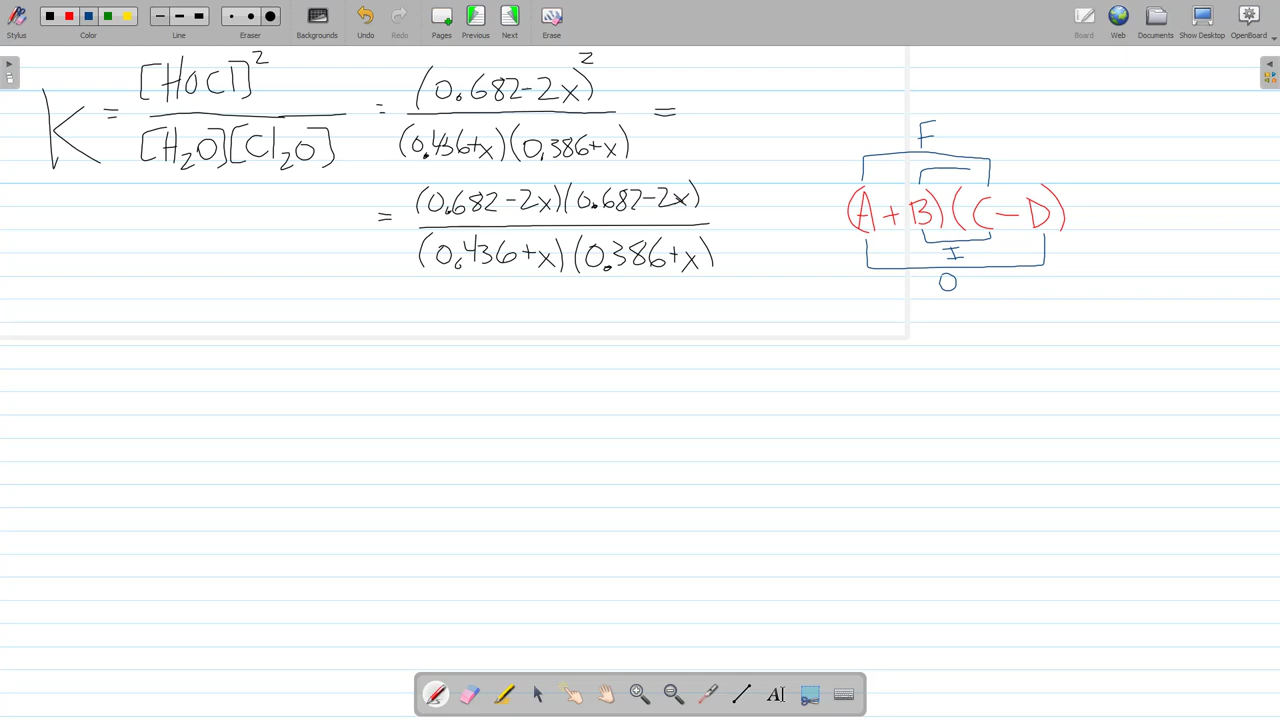 Stylus Color Line Eraser Backgrounds Undo Redo Pages Previous Next Erase Board Web Documents Show Desktop OpenBoard
K = [HOCl]² / [H₂O][Cl₂O] = (0.682-2x)² / (0.436+x)(0.386+x) =
= (0.682-2x)(0.682-2x) / (0.436+x)(0.386+x)
F
(A+B)(C-D)
I
O
AI